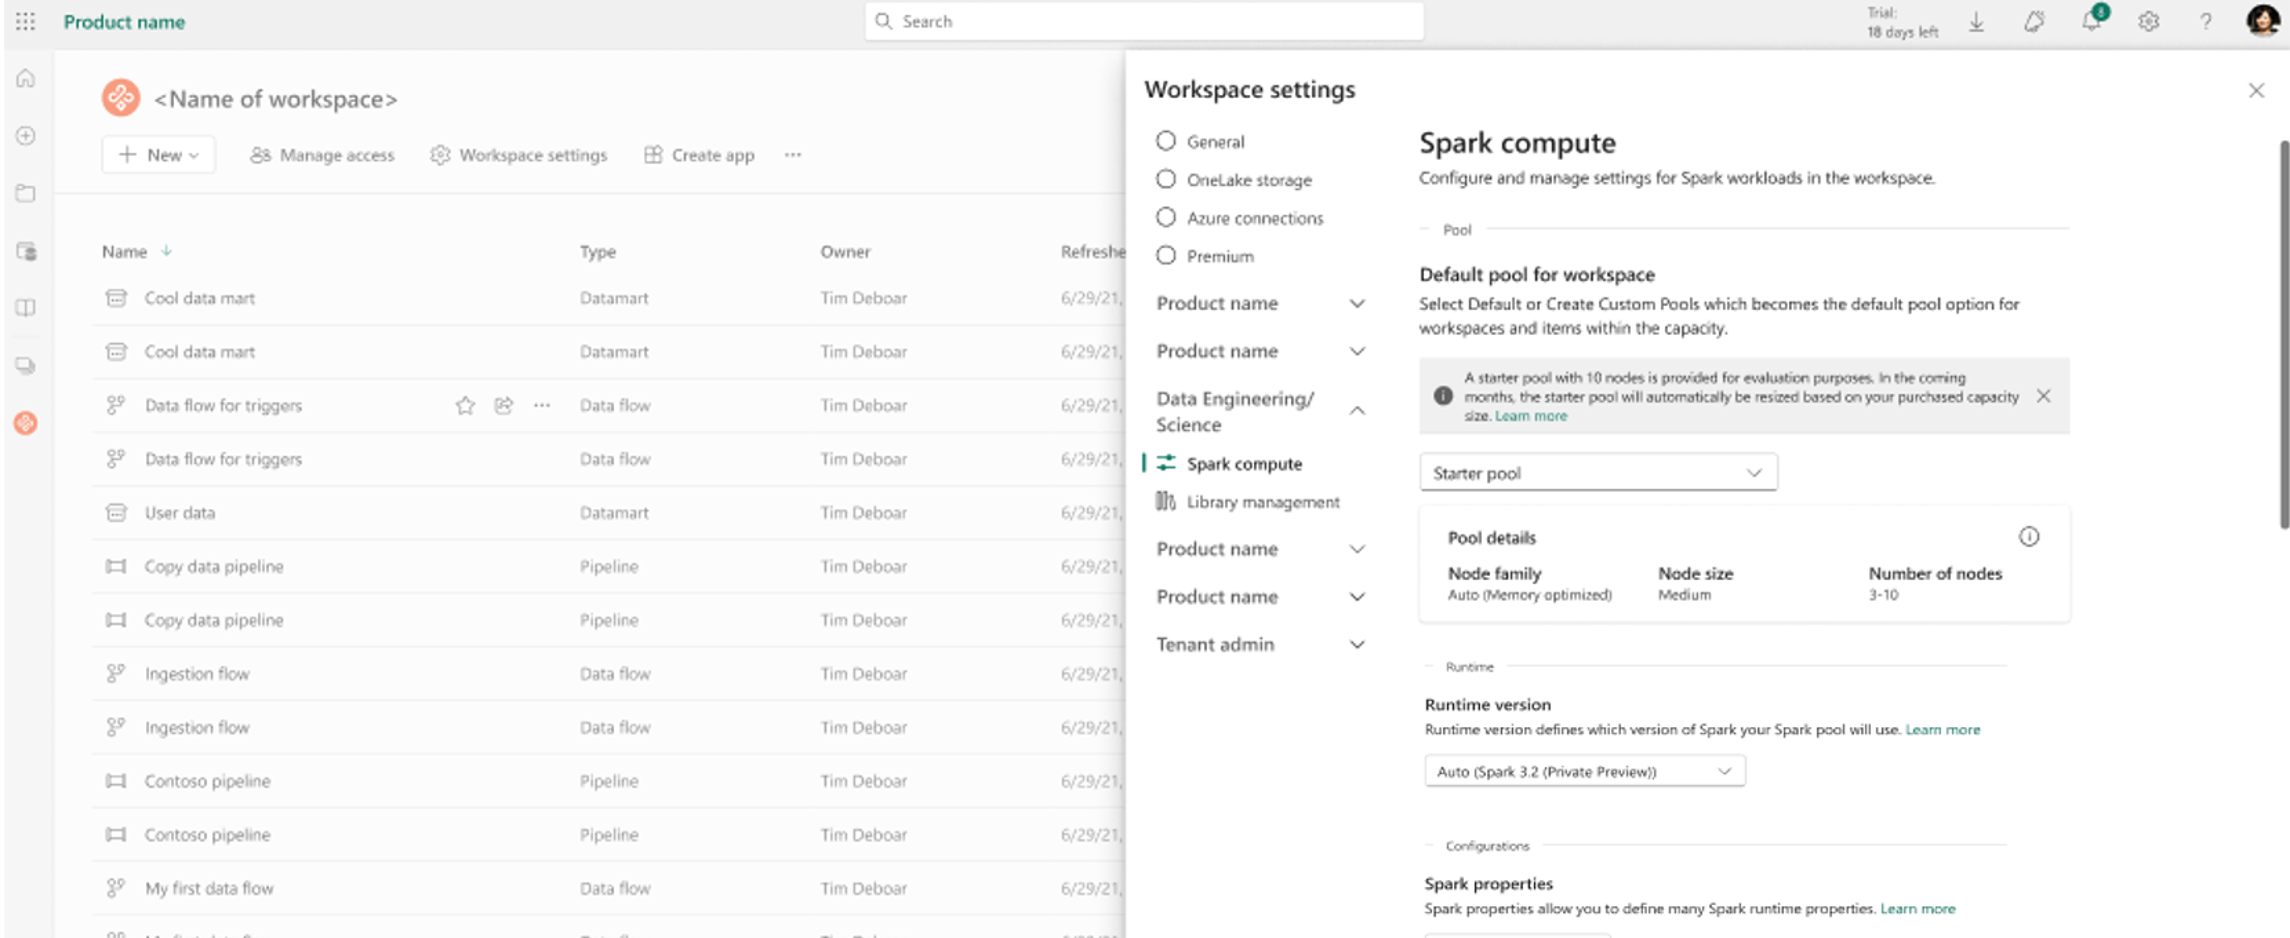 Product name
Search
Trial:
18 days left
8
<Name of workspace>
New
Manage access
Workspace settings
Create app
Name Type Owner Refreshe
Cool data mart Datamart Tim Deboar 6/29/21,
Cool data mart Datamart Tim Deboar 6/29/21,
Data flow for triggers Data flow Tim Deboar 6/29/21,
Data flow for triggers Data flow Tim Deboar 6/29/21,
User data Datamart Tim Deboar 6/29/21,
Copy data pipeline Pipeline Tim Deboar 6/29/21,
Copy data pipeline Pipeline Tim Deboar 6/29/21,
Ingestion flow Data flow Tim Deboar 6/29/21,
Ingestion flow Data flow Tim Deboar 6/29/21,
Contoso pipeline Pipeline Tim Deboar 6/29/21,
Contoso pipeline Pipeline Tim Deboar 6/29/21,
My first data flow Data flow Tim Deboar 6/29/21,
Workspace settings
General
OneLake storage
Azure connections
Premium
Product name
Product name
Data Engineering/
Science
Spark compute
Library management
Product name
Product name
Tenant admin
Spark compute
Configure and manage settings for Spark workloads in the workspace.
Pool
Default pool for workspace
Select Default or Create Custom Pools which becomes the default pool option for
workspaces and items within the capacity.
A starter pool with 10 nodes is provided for evaluation purposes. In the coming
months, the starter pool will automatically be resized based on your purchased capacity
size. Learn more
Starter pool
Pool details
Node family Node size Number of nodes
Auto (Memory optimized) Medium 3-10
Runtime
Runtime version
Runtime version defines which version of Spark your Spark pool will use. Learn more
Auto (Spark 3.2 (Private Preview))
Configurations
Spark properties
Spark properties allow you to define many Spark runtime properties. Learn more